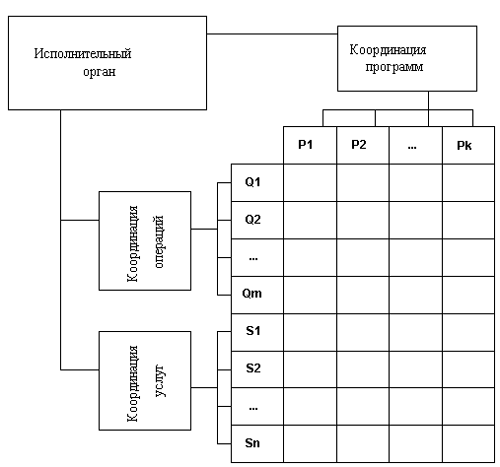 Исполнительный
орган
Координация
программ
P1 P2 ... Pk
Координация
операций
Q1
Q2
...
Qm
Координация
услуг
S1
S2
...
Sn